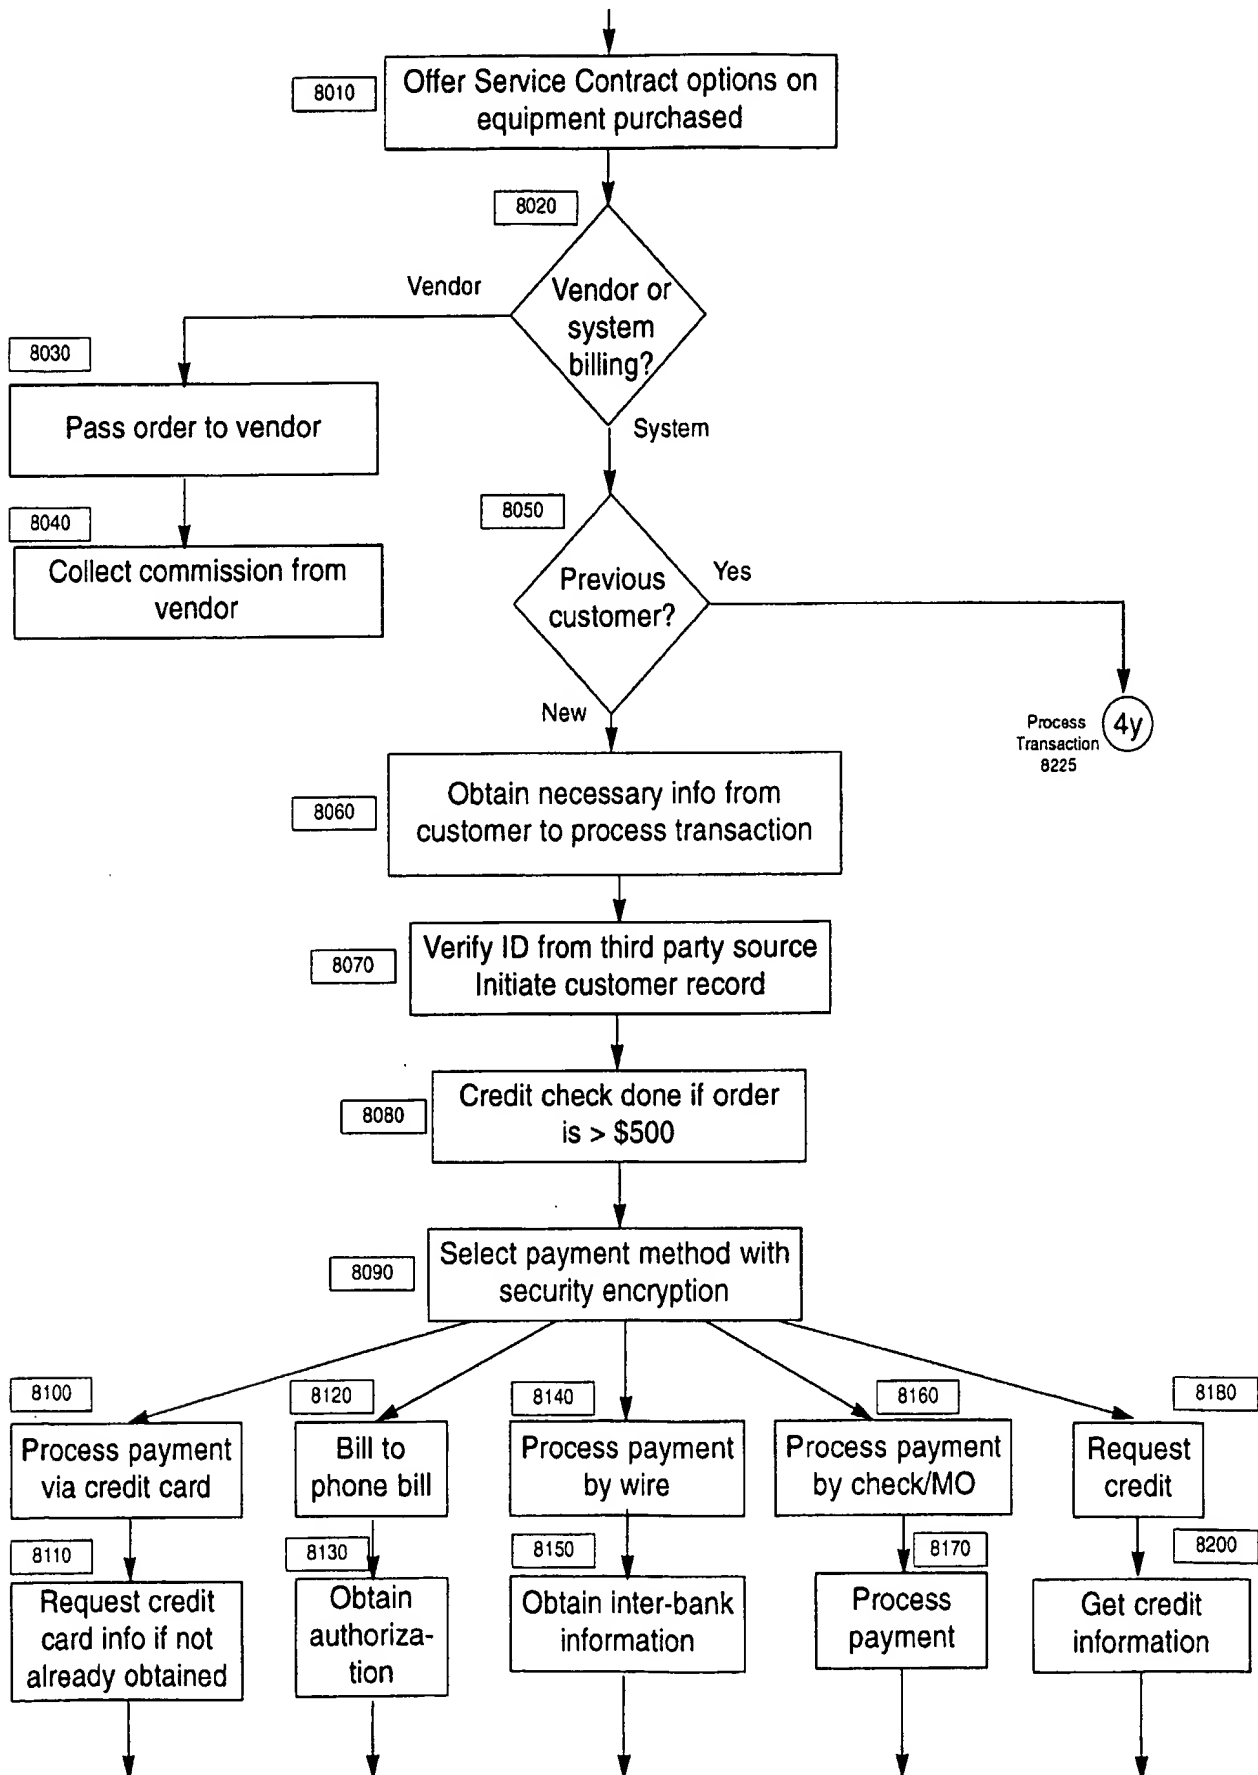 8010
Offer Service Contract options on
equipment purchased
8020
Vendor or
system
billing?
Vendor
System
8030
Pass order to vendor
8040
Collect commission from
vendor
8050
Previous
customer?
Yes
New
Process
Transaction
8225
4y
8060
Obtain necessary info from
customer to process transaction
8070
Verify ID from third party source
Initiate customer record
8080
Credit check done if order
is > $500
8090
Select payment method with
security encryption
8100
Process payment
via credit card
8120
Bill to
phone bill
8140
Process payment
by wire
8160
Process payment
by check/MO
8180
Request
credit
8110
Request credit
card info if not
already obtained
8130
Obtain
authoriza-
tion
8150
Obtain inter-bank
information
8170
Process
payment
8200
Get credit
information